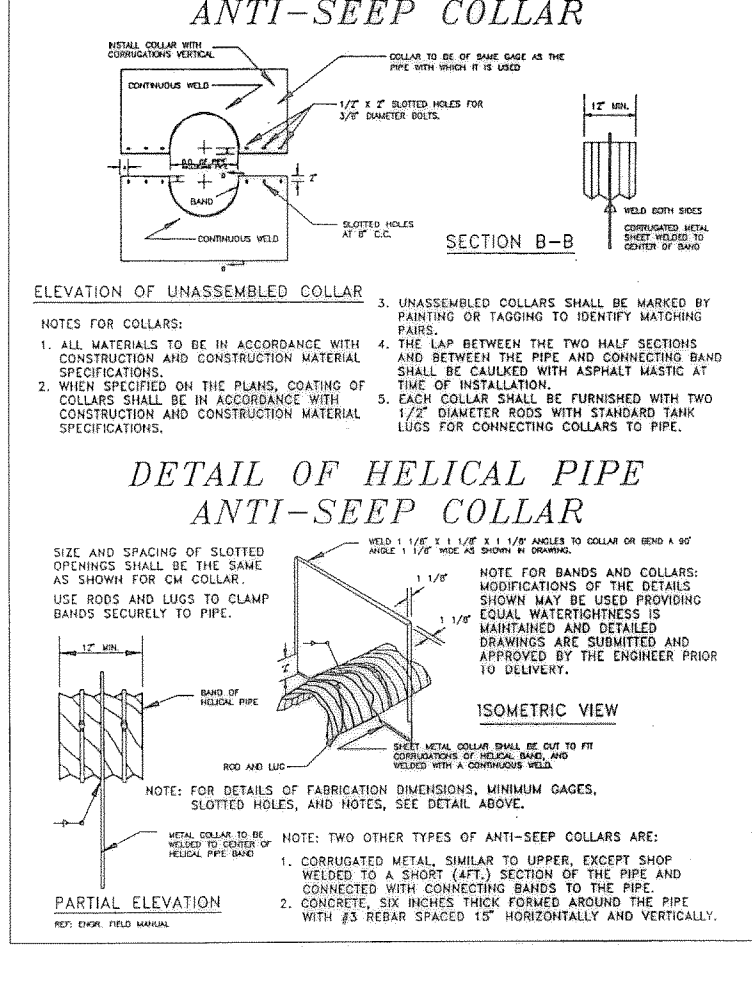 ANTI-SEEP COLLAR
INSTALL COLLAR WITH
CORRUGATIONS VERTICAL
COLLAR TO BE OF SAME GAGE AS THE
PIPE WITH WHICH IT IS USED
CONTINUOUS WELD
1/2" X 2" SLOTTED HOLES FOR
3/8" DIAMETER BOLTS.
12" MIN.
O.D. OF PIPE
2"
BAND
WELD BOTH SIDES
SLOTTED HOLES
AT 8" C.C.
CONTINUOUS WELD
CORRUGATED METAL
SHEET WELDED TO
CENTER OF BAND
SECTION B-B
ELEVATION OF UNASSEMBLED COLLAR
NOTES FOR COLLARS:
1. ALL MATERIALS TO BE IN ACCORDANCE WITH
CONSTRUCTION AND CONSTRUCTION MATERIAL
SPECIFICATIONS.
2. WHEN SPECIFIED ON THE PLANS, COATING OF
COLLARS SHALL BE IN ACCORDANCE WITH
CONSTRUCTION AND CONSTRUCTION MATERIAL
SPECIFICATIONS.
3. UNASSEMBLED COLLARS SHALL BE MARKED BY
PAINTING OR TAGGING TO IDENTIFY MATCHING
PAIRS.
4. THE LAP BETWEEN THE TWO HALF SECTIONS
AND BETWEEN THE PIPE AND CONNECTING BAND
SHALL BE CAULKED WITH ASPHALT MASTIC AT
TIME OF INSTALLATION.
5. EACH COLLAR SHALL BE FURNISHED WITH TWO
1/2" DIAMETER RODS WITH STANDARD TANK
LUGS FOR CONNECTING COLLARS TO PIPE.
DETAIL OF HELICAL PIPE
ANTI-SEEP COLLAR
WELD 1 1/8" X 1 1/8" X 1 1/8" ANGLES TO COLLAR OR BEND A 90°
ANGLE 1 1/8" WIDE AS SHOWN IN DRAWING.
SIZE AND SPACING OF SLOTTED
OPENINGS SHALL BE THE SAME
AS SHOWN FOR CM COLLAR.
USE RODS AND LUGS TO CLAMP
BANDS SECURELY TO PIPE.
1 1/8"
1 1/8"
NOTE FOR BANDS AND COLLARS:
MODIFICATIONS OF THE DETAILS
SHOWN MAY BE USED PROVIDING
EQUAL WATERTIGHTNESS IS
MAINTAINED AND DETAILED
DRAWINGS ARE SUBMITTED AND
APPROVED BY THE ENGINEER PRIOR
TO DELIVERY.
12" MIN.
2"
BAND OF
HELICAL PIPE
ISOMETRIC VIEW
ROD AND LUG
SHEET METAL COLLAR SHALL BE CUT TO FIT
CORRUGATIONS OF HELICAL BAND, AND
WELDED WITH A CONTINUOUS WELD.
NOTE: FOR DETAILS OF FABRICATION DIMENSIONS, MINIMUM GAGES,
SLOTTED HOLES, AND NOTES, SEE DETAIL ABOVE.
METAL COLLAR TO BE
WELDED TO CENTER OF
HELICAL PIPE BAND
NOTE: TWO OTHER TYPES OF ANTI-SEEP COLLARS ARE:
1. CORRUGATED METAL, SIMILAR TO UPPER, EXCEPT SHOP
WELDED TO A SHORT (4FT.) SECTION OF THE PIPE AND
CONNECTED WITH CONNECTING BANDS TO THE PIPE.
2. CONCRETE, SIX INCHES THICK FORMED AROUND THE PIPE
WITH #3 REBAR SPACED 15" HORIZONTALLY AND VERTICALLY.
PARTIAL ELEVATION
REF: ENGR. FIELD MANUAL